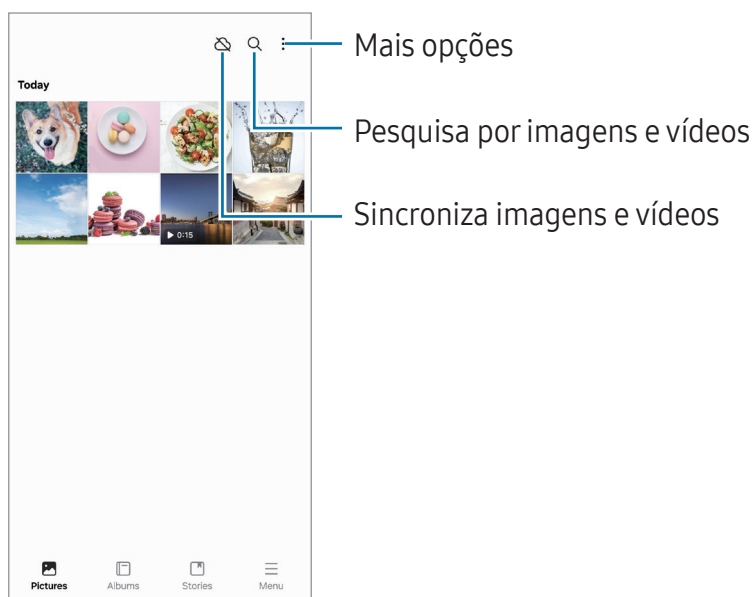 Mais opções
Today
Pesquisa por imagens e vídeos
Sincroniza imagens e vídeos
0:15
Pictures
Albums
Stories
Menu